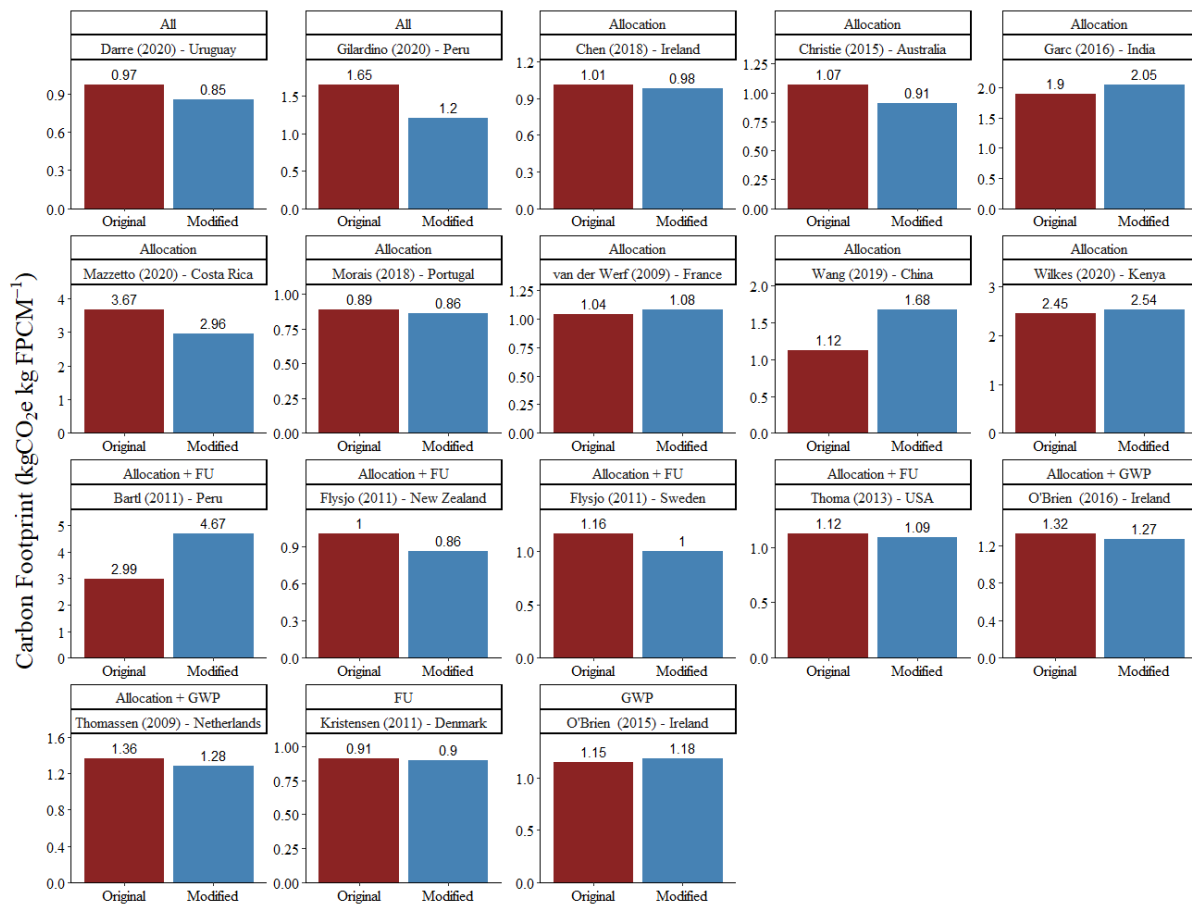 All
Darre (2020) - Uruguay
0.97
0.85
0.9
0.6
0.3
0.0
Original Modified
All
Gilardino (2020) - Peru
1.65
1.2
1.5
1.0
0.5
0.0
Original Modified
Allocation
Chen (2018) - Ireland
1.01
0.98
1.2
0.9
0.6
0.3
0.0
Original Modified
Allocation
Christie (2015) - Australia
1.07
0.91
1.25
1.00
0.75
0.50
0.25
0.00
Original Modified
Allocation
Garc (2016) - India
1.9
2.05
2.0
1.5
1.0
0.5
0.0
Original Modified
Allocation
Mazzetto (2020) - Costa Rica
3.67
2.96
4
3
2
1
0
Original Modified
Allocation
Morais (2018) - Portugal
0.89
0.86
1.00
0.75
0.50
0.25
0.00
Original Modified
Allocation
van der Werf (2009) - France
1.04
1.08
1.25
1.00
0.75
0.50
0.25
0.00
Original Modified
Allocation
Wang (2019) - China
1.12
1.68
2.0
1.5
1.0
0.5
0.0
Original Modified
Allocation
Wilkes (2020) - Kenya
2.45
2.54
3
2
1
0
Original Modified
Allocation + FU
Bartl (2011) - Peru
2.99
4.67
5
4
3
2
1
0
Original Modified
Allocation + FU
Flysjo (2011) - New Zealand
1
0.86
0.9
0.6
0.3
0.0
Original Modified
Allocation + FU
Flysjo (2011) - Sweden
1.16
1
1.0
0.5
0.0
Original Modified
Allocation + FU
Thoma (2013) - USA
1.12
1.09
1.0
0.5
0.0
Original Modified
Allocation + GWP
O'Brien (2016) - Ireland
1.32
1.27
1.2
0.8
0.4
0.0
Original Modified
Allocation + GWP
Thomassen (2009) - Netherlands
1.36
1.28
1.6
1.2
0.8
0.4
0.0
Original Modified
FU
Kristensen (2011) - Denmark
0.91
0.9
1.00
0.75
0.50
0.25
0.00
Original Modified
GWP
O'Brien (2015) - Ireland
1.15
1.18
1.0
0.5
0.0
Original Modified
Carbon Footprint (kgCO₂e kg FPCM⁻¹)